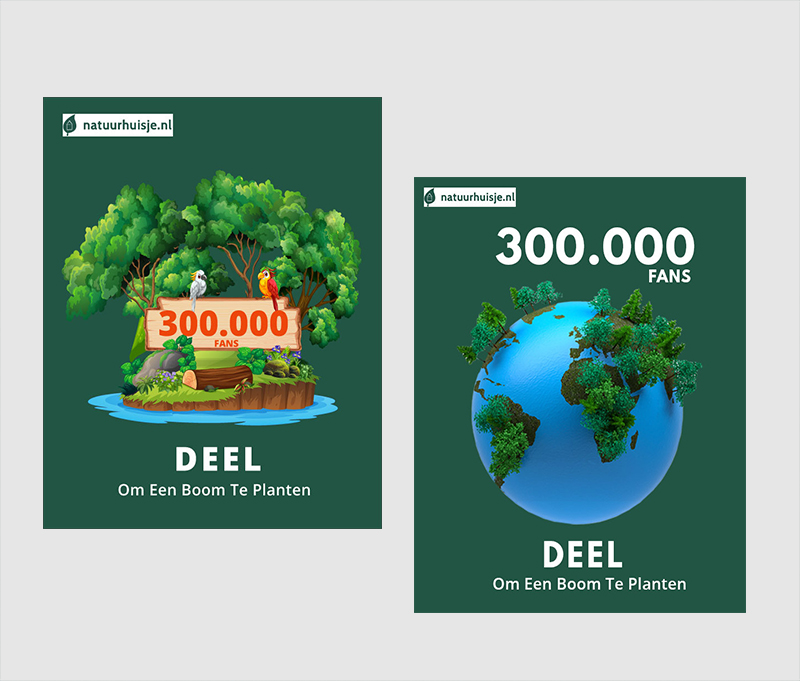 natuurhuisje.nl
300.000
FANS
DEEL
Om Een Boom Te Planten
natuurhuisje.nl
300.000
FANS
DEEL
Om Een Boom Te Planten